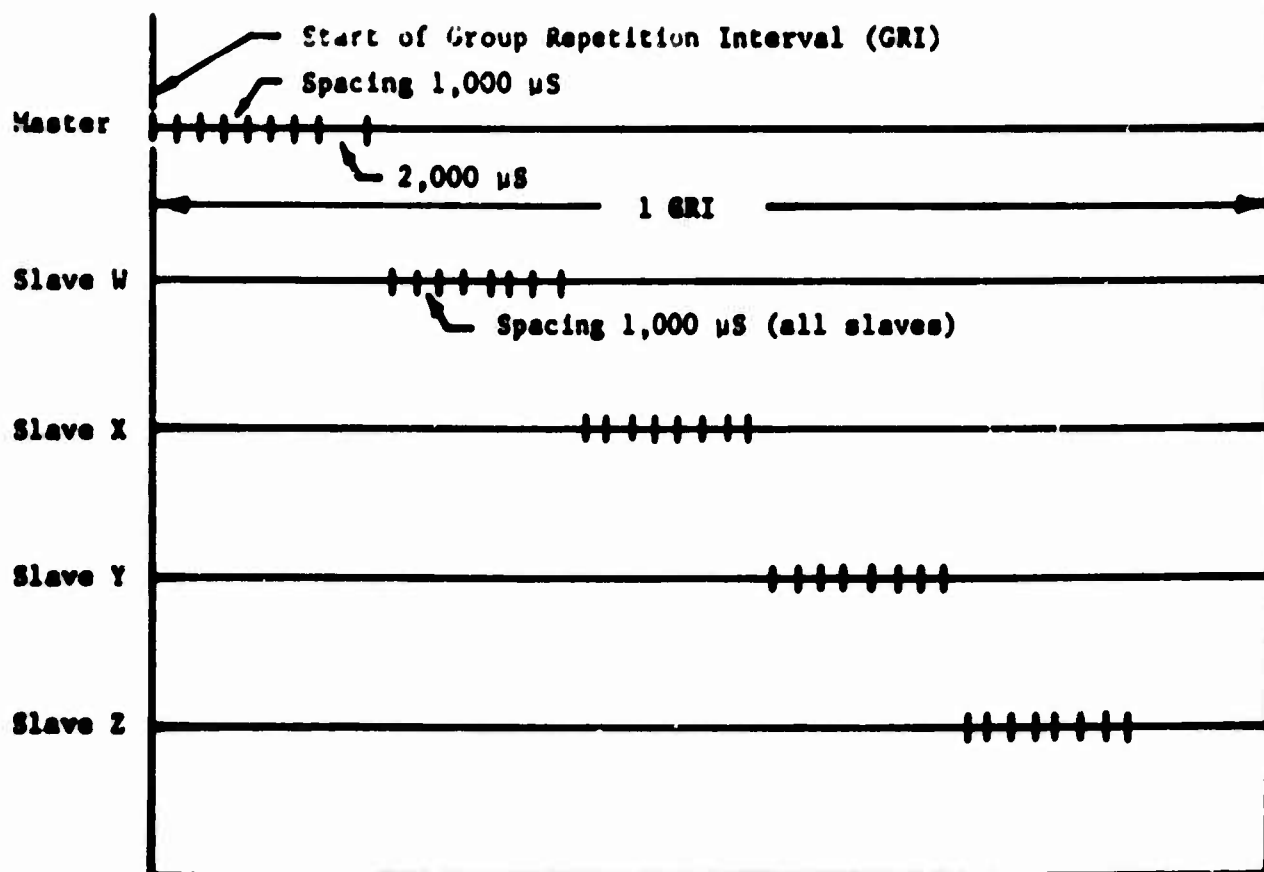 Start of Group Repetition Interval (GRI)
Spacing 1,000 µS
Master
2,000 µS
1 GRI
Slave W
Spacing 1,000 µS (all slaves)
Slave X
Slave Y
Slave Z